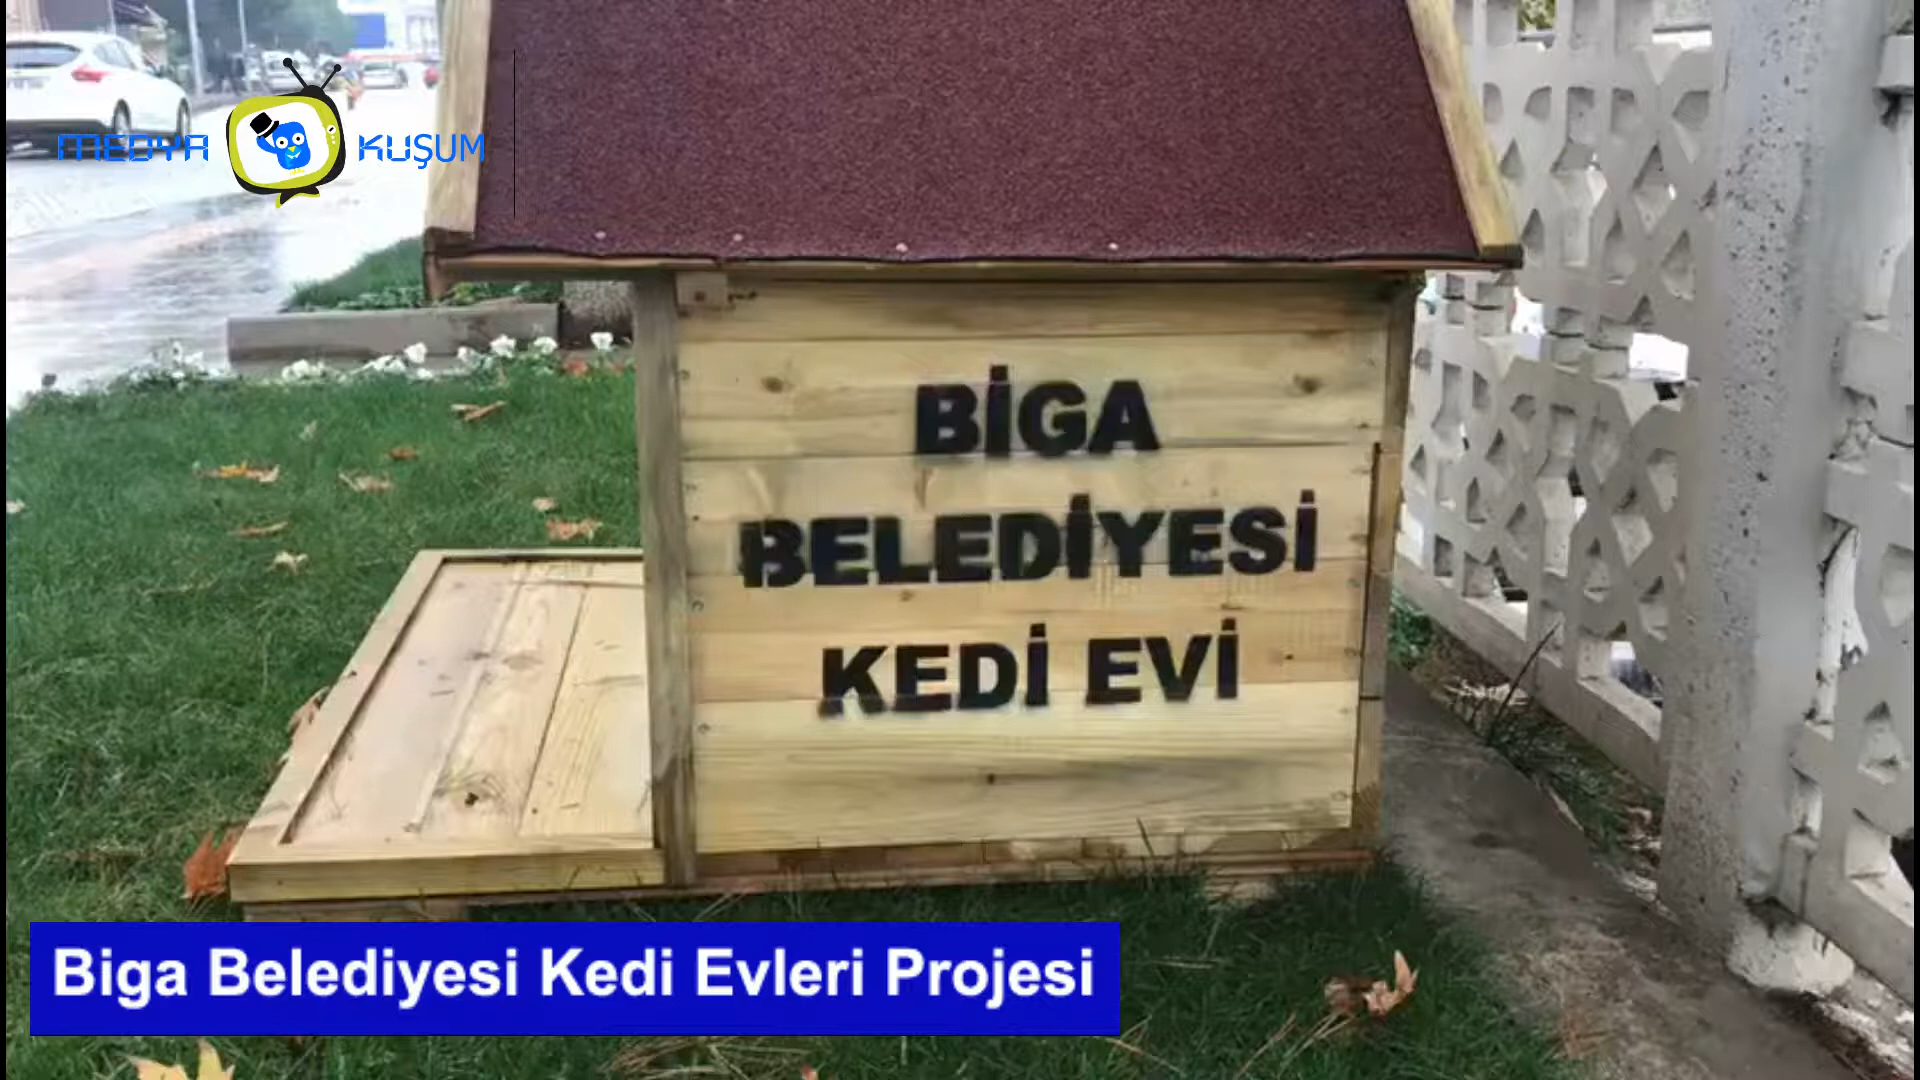 MEDYA KUŞUM
BİGA
BELEDİYESİ
KEDİ EVİ
Biga Belediyesi Kedi Evleri Projesi